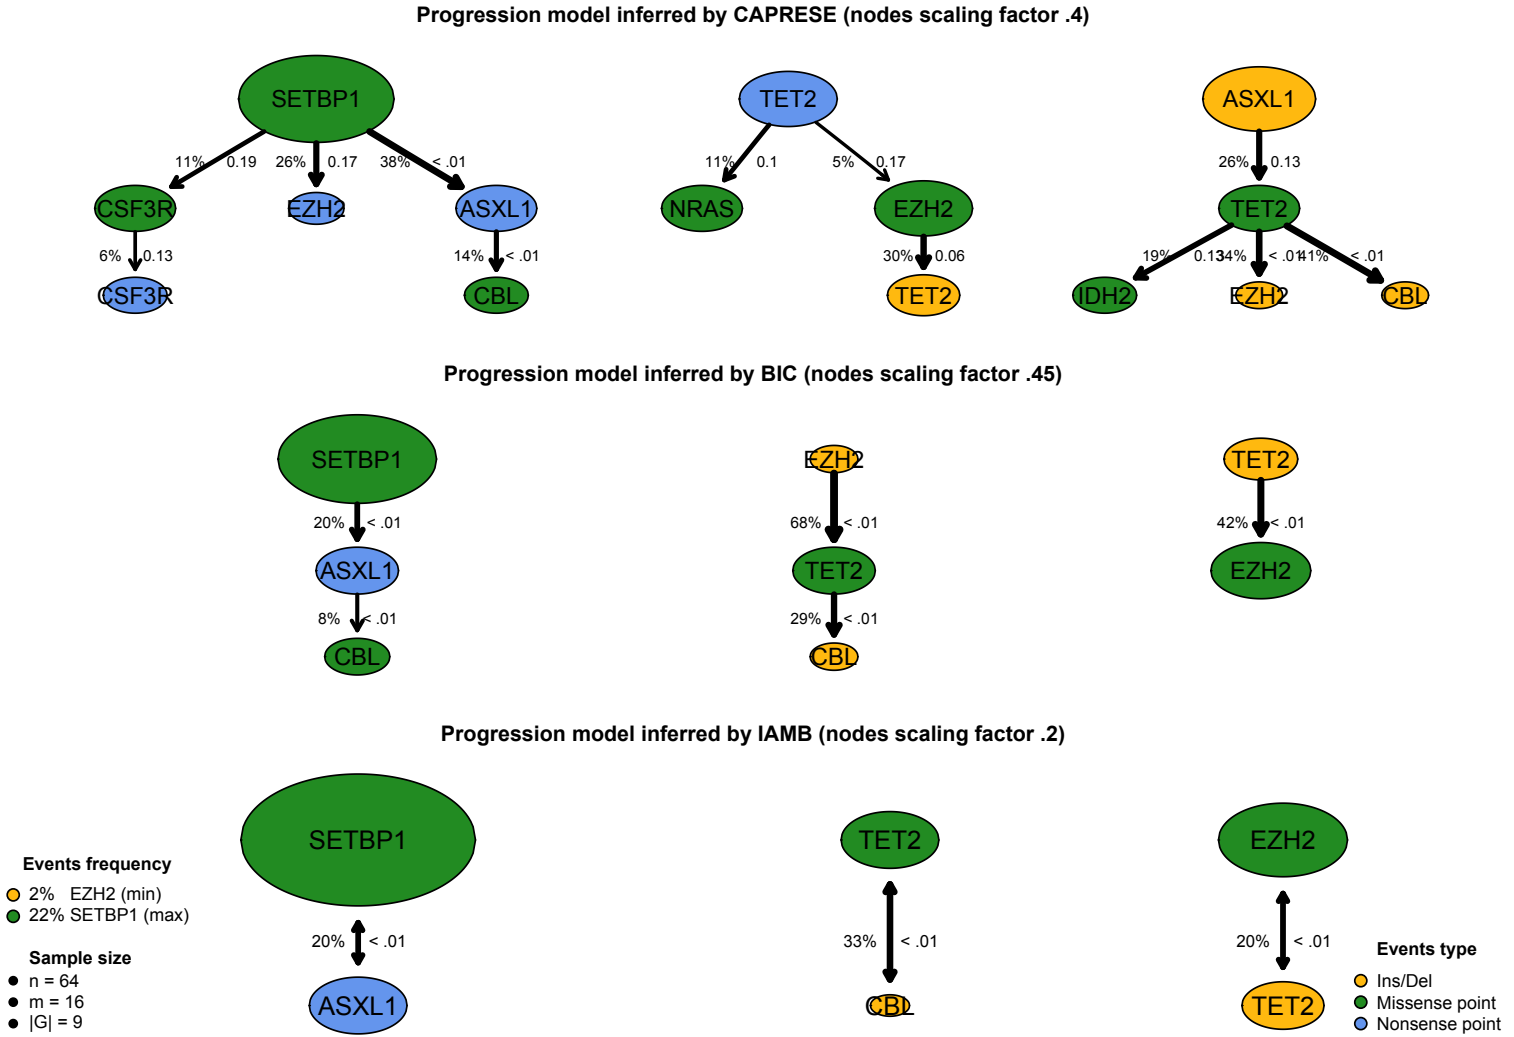 Progression model inferred by CAPRESE (nodes scaling factor .4)
SETBP1 TET2 ASXL1
11% 0.19 26% 0.17 38% < .01 11% 0.1 5% 0.17 26% 0.13
CSF3R EZH2 ASXL1 NRAS EZH2 TET2
6% 0.13 14% < .01 30% 0.06 19% 0.13 34% < .01 41% < .01
CSF3R CBL TET2 IDH2 EZH2 CBL
Progression model inferred by BIC (nodes scaling factor .45)
SETBP1 EZH2 TET2
20% < .01 68% < .01 42% < .01
ASXL1 TET2 EZH2
8% < .01 29% < .01
CBL CBL
Progression model inferred by IAMB (nodes scaling factor .2)
SETBP1 TET2 EZH2
20% < .01 33% < .01 20% < .01
ASXL1 CBL TET2
Events frequency
2% EZH2 (min)
22% SETBP1 (max)
Sample size
n = 64
m = 16
|G| = 9
Events type
Ins/Del
Missense point
Nonsense point